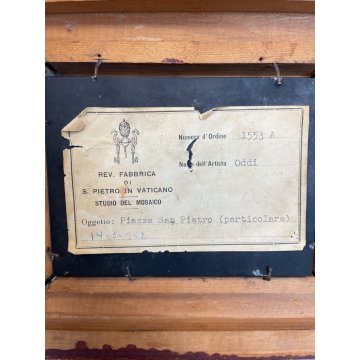 Numero d'Ordine 1553 A
Nome dell'Artista Oddi
REV. FABBRICA
DI
S. PIETRO IN VATICANO
STUDIO DEL MOSAICO
Oggetto: Piazza San Pietro (particolare)